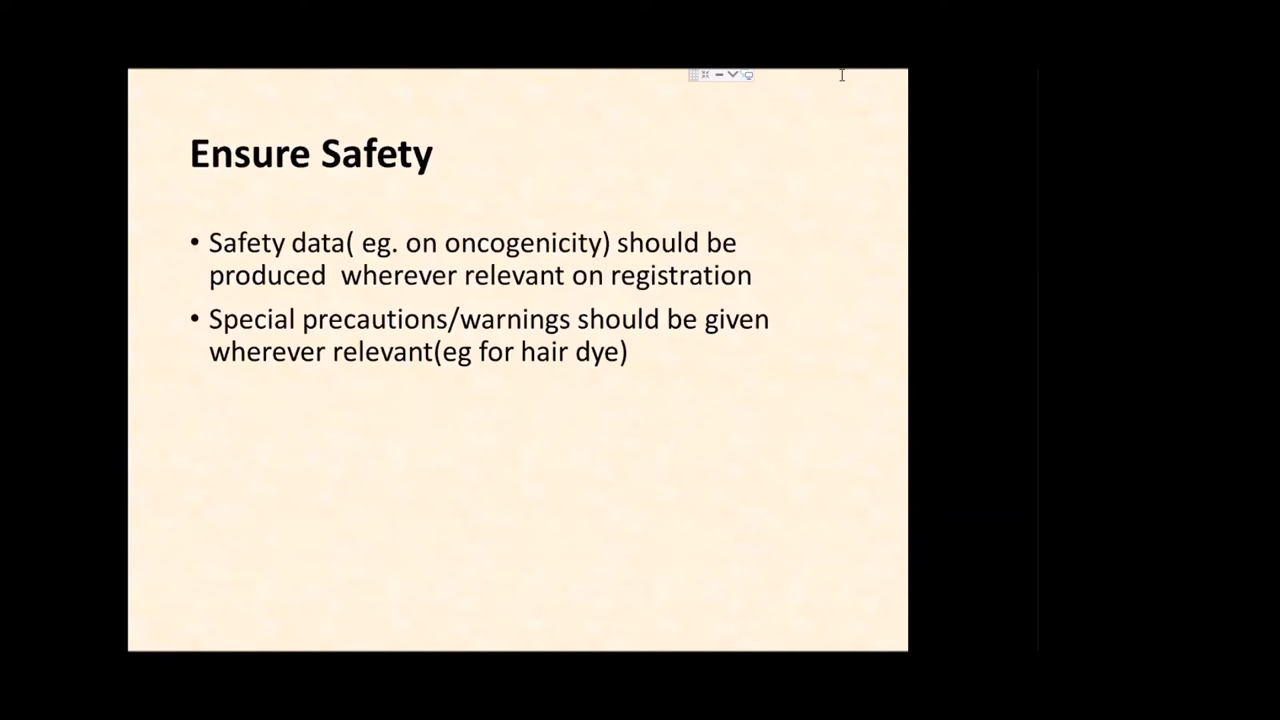 Ensure Safety
• Safety data( eg. on oncogenicity) should be
produced  wherever relevant on registration
• Special precautions/warnings should be given
wherever relevant(eg for hair dye)